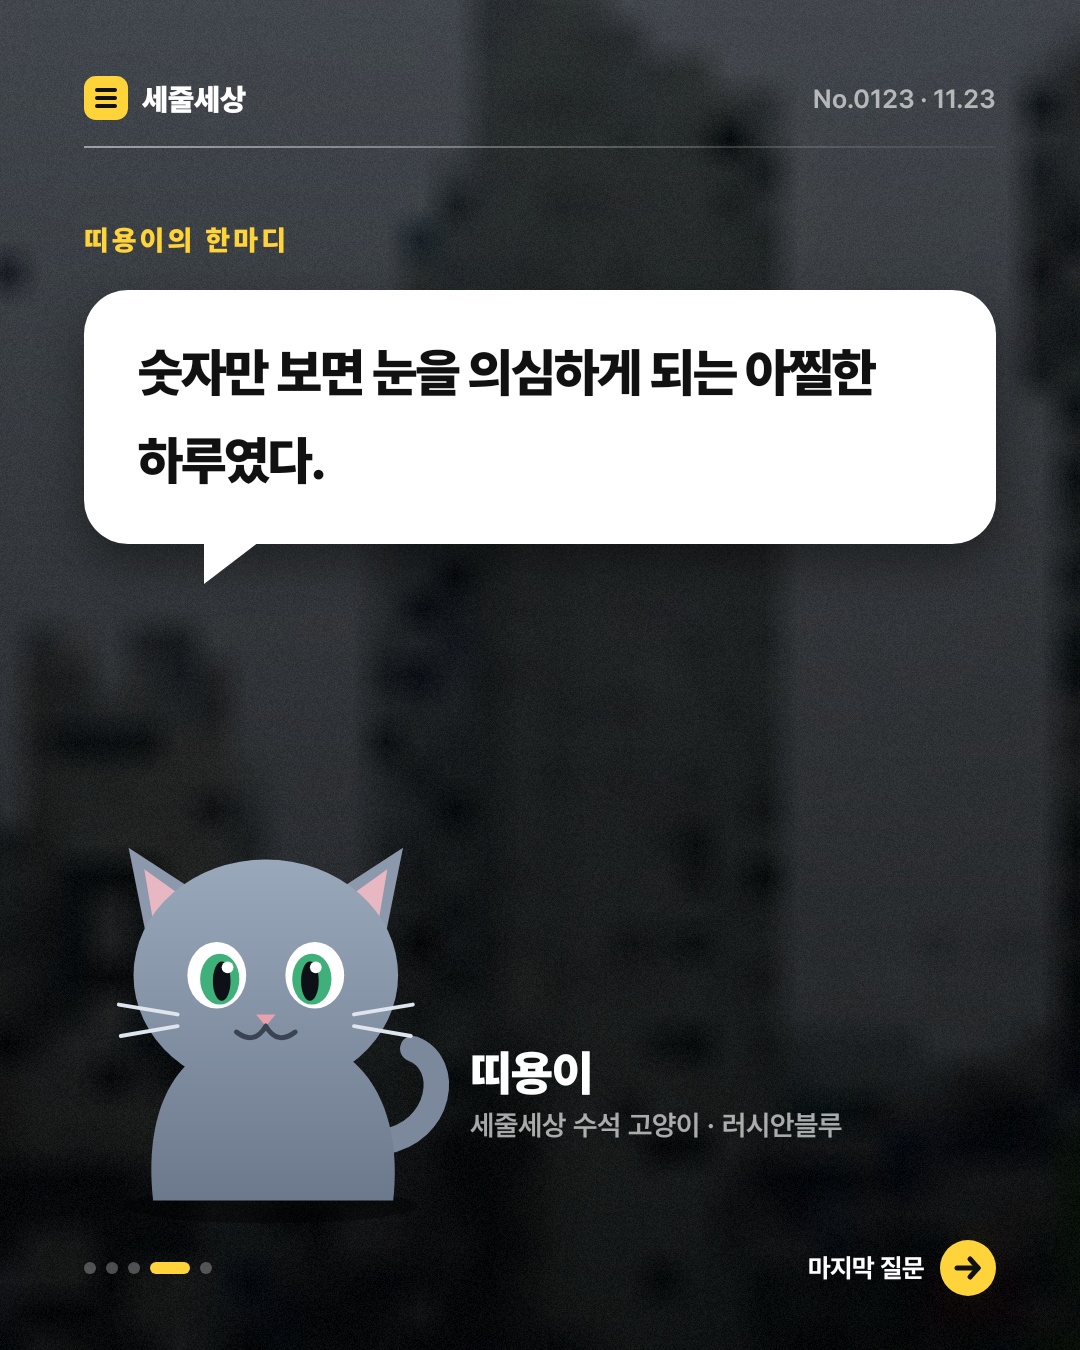 세줄세상
No.0123 · 11.23
띠용이의 한마디
숫자만 보면 눈을 의심하게 되는 아찔한
하루였다.
띠용이
세줄세상 수석 고양이 · 러시안블루
마지막 질문